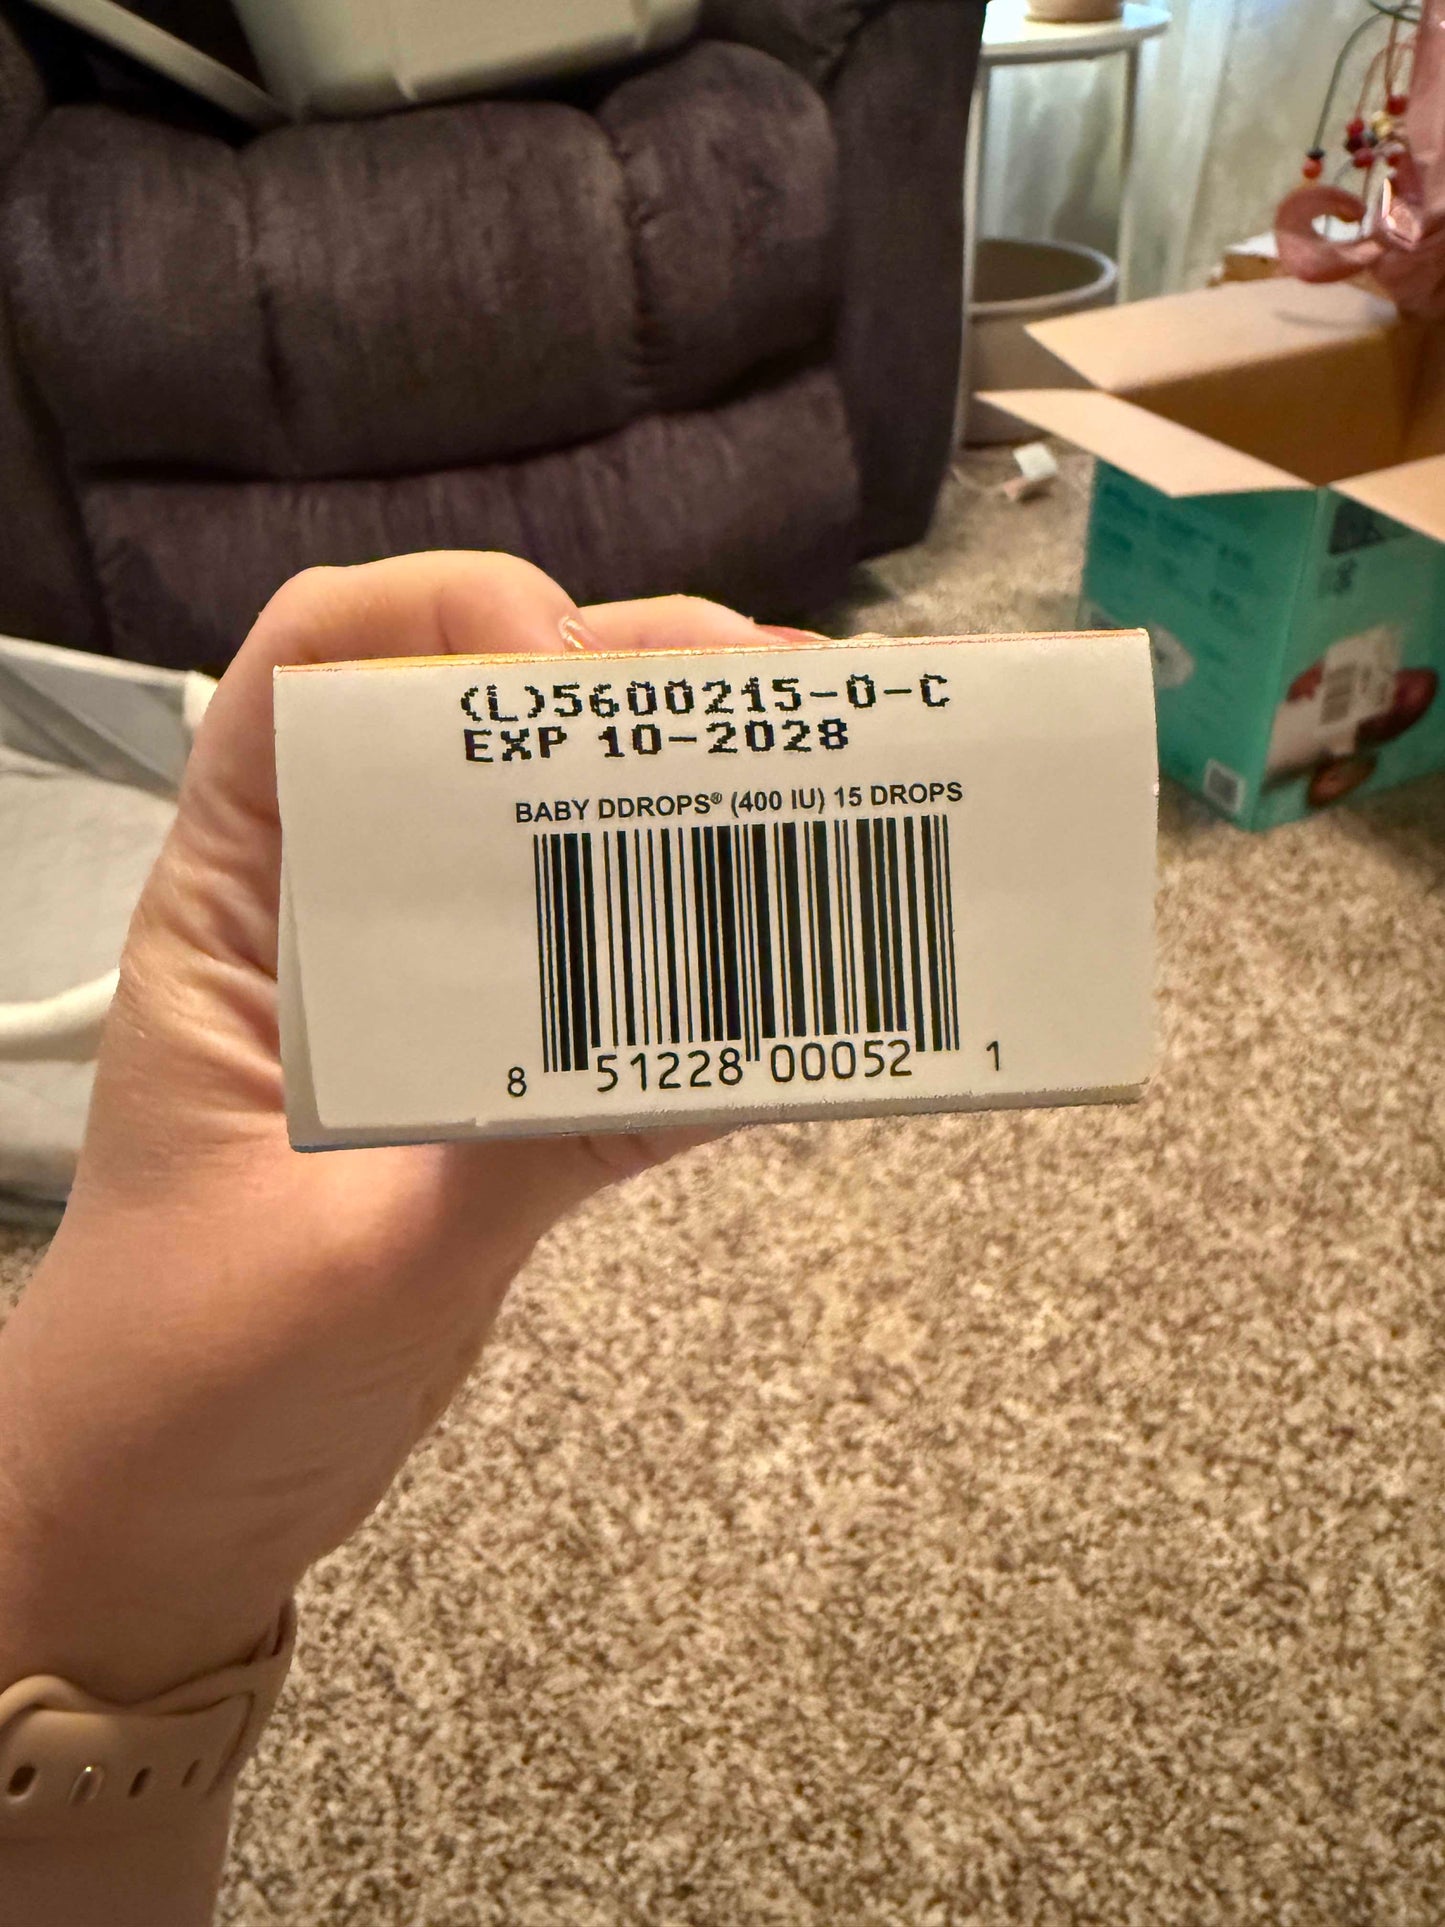 (L)5600215-0-C
EXP 10-2028
BABY DDROPS® (400 IU) 15 DROPS
8 51228 00052 1